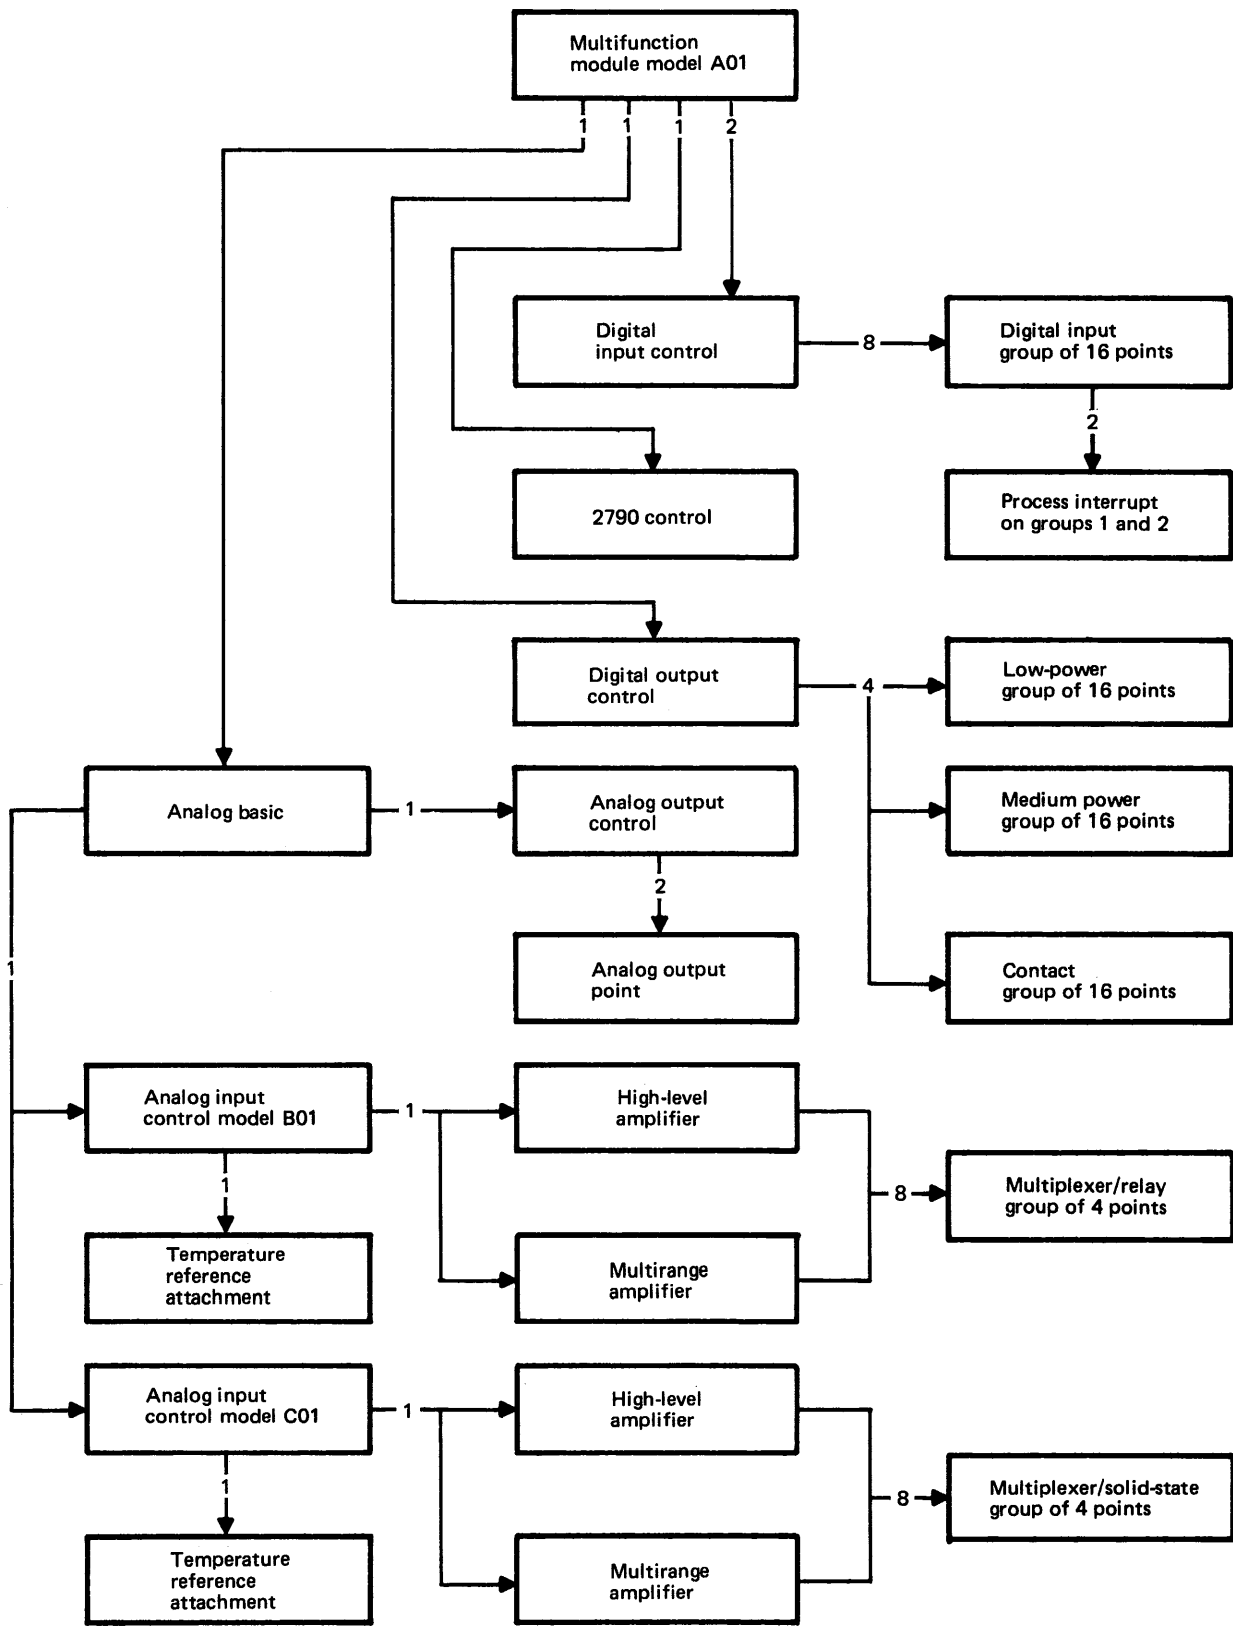 Multifunction
module model A01
1
1
1
2
Digital
input control
8
Digital input
group of 16 points
2
2790 control
Process interrupt
on groups 1 and 2
Digital output
control
4
Low-power
group of 16 points
Analog basic
1
Analog output
control
Medium power
group of 16 points
2
1
Analog output
point
Contact
group of 16 points
Analog input
control model B01
1
High-level
amplifier
1
8
Multiplexer/relay
group of 4 points
Temperature
reference
attachment
Multirange
amplifier
Analog input
control model C01
1
High-level
amplifier
1
8
Multiplexer/solid-state
group of 4 points
Temperature
reference
attachment
Multirange
amplifier